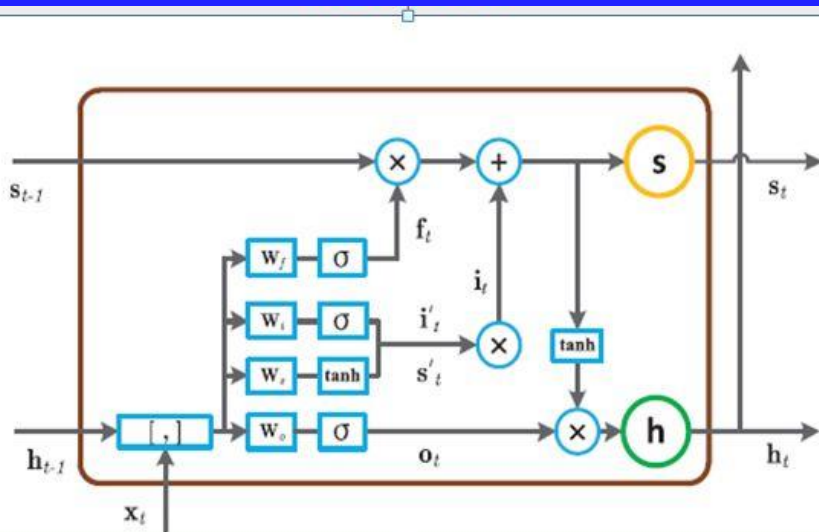 × + s
s_{t-1} s_t
f_t
W_f σ
i_t
W_i σ i'_t
× tanh
W_s tanh s'_t
[ , ] W_o σ × h
h_{t-1} o_t h_t
x_t